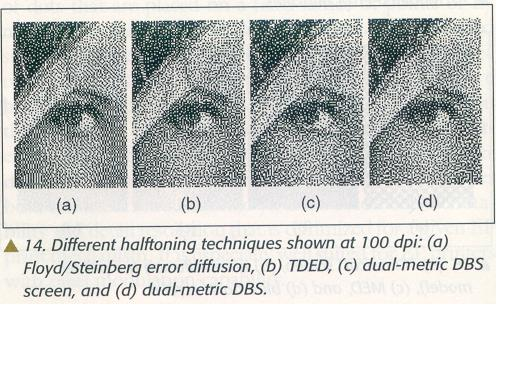 (a) (b) (c) (d)
14. Different halftoning techniques shown at 100 dpi: (a)
Floyd/Steinberg error diffusion, (b) TDED, (c) dual-metric DBS
screen, and (d) dual-metric DBS.